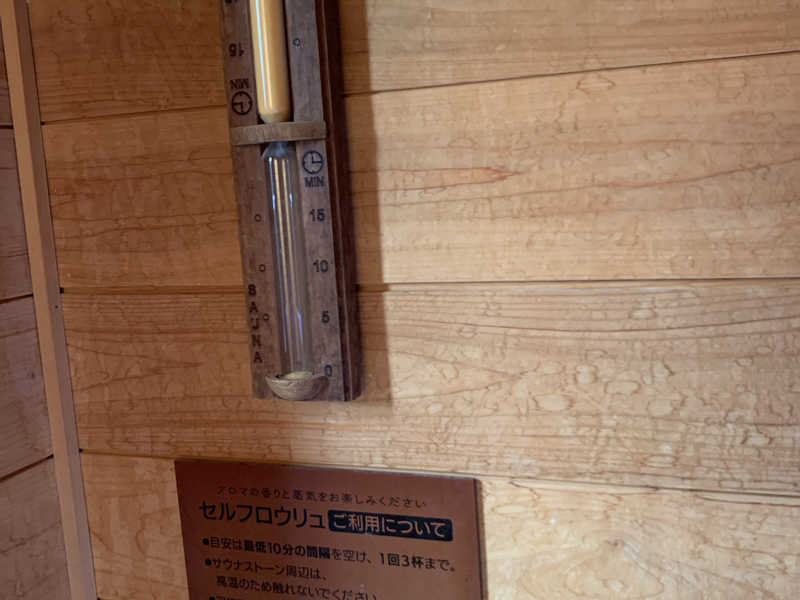 15
MIN
MIN
15
10
5
0
SAUNA
アロマの香りと蒸気をお楽しみください
セルフロウリュ ご利用について
●目安は最低10分の間隔を空け、1回3杯まで。
●サウナストーン周辺は、
高温のため触れないでください。